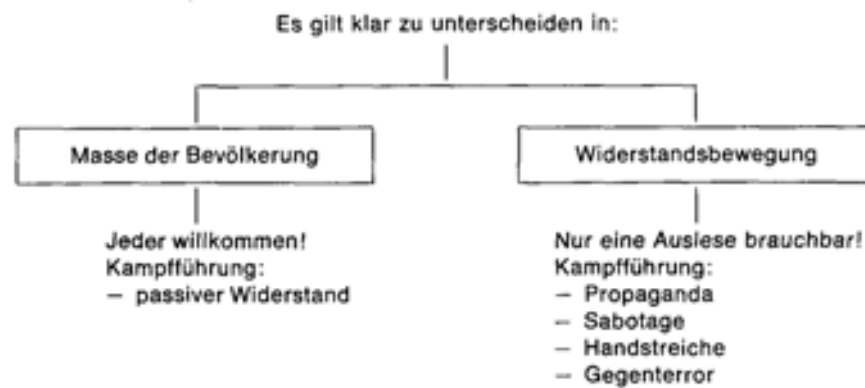 Es gilt klar zu unterscheiden in:
Masse der Bevölkerung
Widerstandsbewegung
Jeder willkommen!
Kampfführung:
– passiver Widerstand
Nur eine Auslese brauchbar!
Kampfführung:
– Propaganda
– Sabotage
– Handstreiche
– Gegenterror